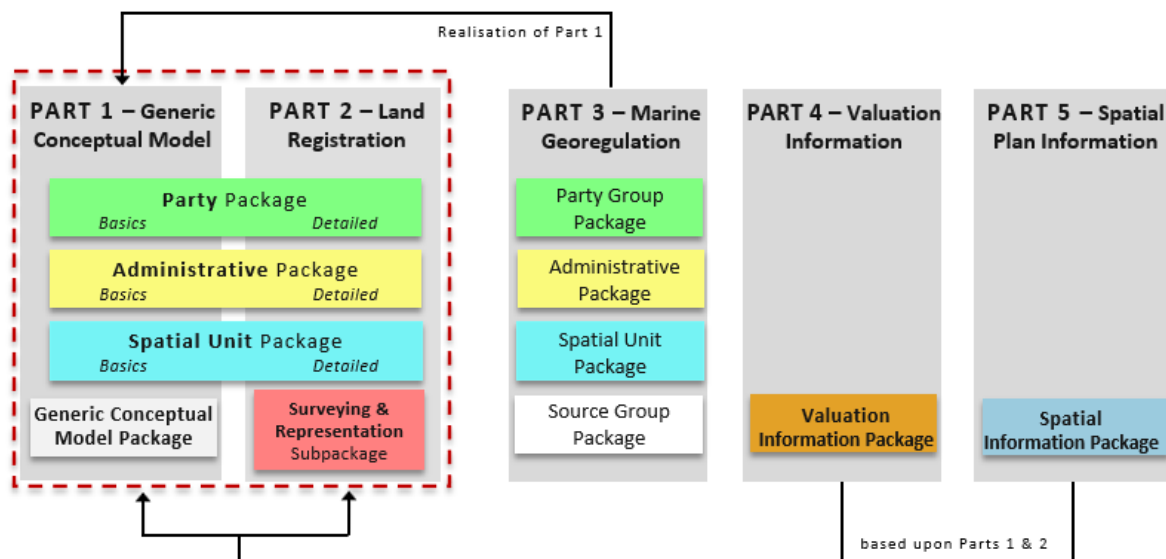 Realisation of Part 1
PART 1 – Generic
Conceptual Model
PART 2 – Land
Registration
PART 3 – Marine
Georegulation
PART 4 – Valuation
Information
PART 5 – Spatial
Plan Information
Party Package
Basics
Detailed
Administrative Package
Basics
Detailed
Spatial Unit Package
Basics
Detailed
Generic Conceptual
Model Package
Surveying &
Representation
Subpackage
Party Group
Package
Administrative
Package
Spatial Unit
Package
Source Group
Package
Valuation
Information Package
Spatial
Information Package
based upon Parts 1 & 2